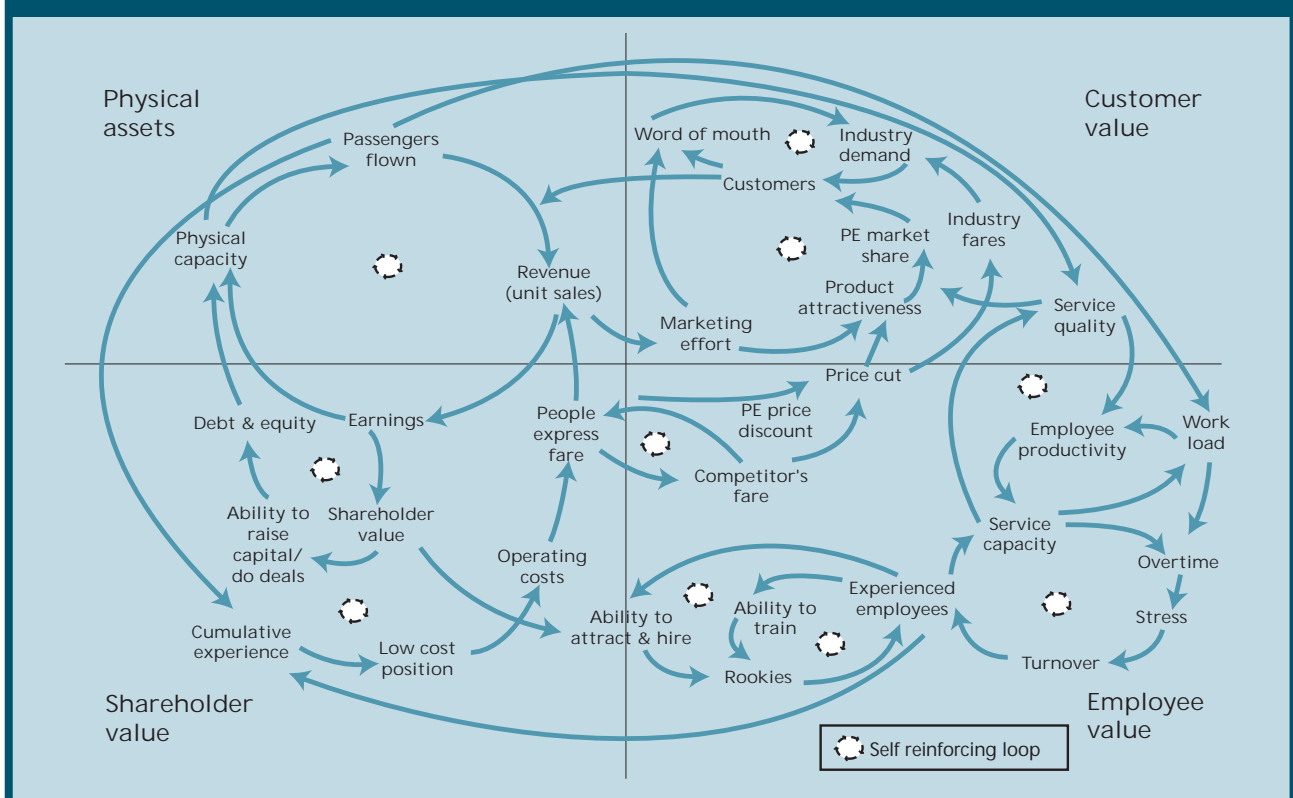 Physical
assets
Customer
value
Passengers
flown
Word of mouth
Industry
demand
Customers
Physical
capacity
Industry
fares
PE market
share
Revenue
(unit sales)
Product
attractiveness
Service
quality
Marketing
effort
Price cut
Debt & equity
Earnings
People
express
fare
PE price
discount
Employee
productivity
Work
load
Competitor's
fare
Ability to
raise
capital/
do deals
Shareholder
value
Service
capacity
Operating
costs
Overtime
Experienced
employees
Ability to
attract & hire
Ability to
train
Stress
Cumulative
experience
Low cost
position
Rookies
Turnover
Shareholder
value
Employee
value
Self reinforcing loop